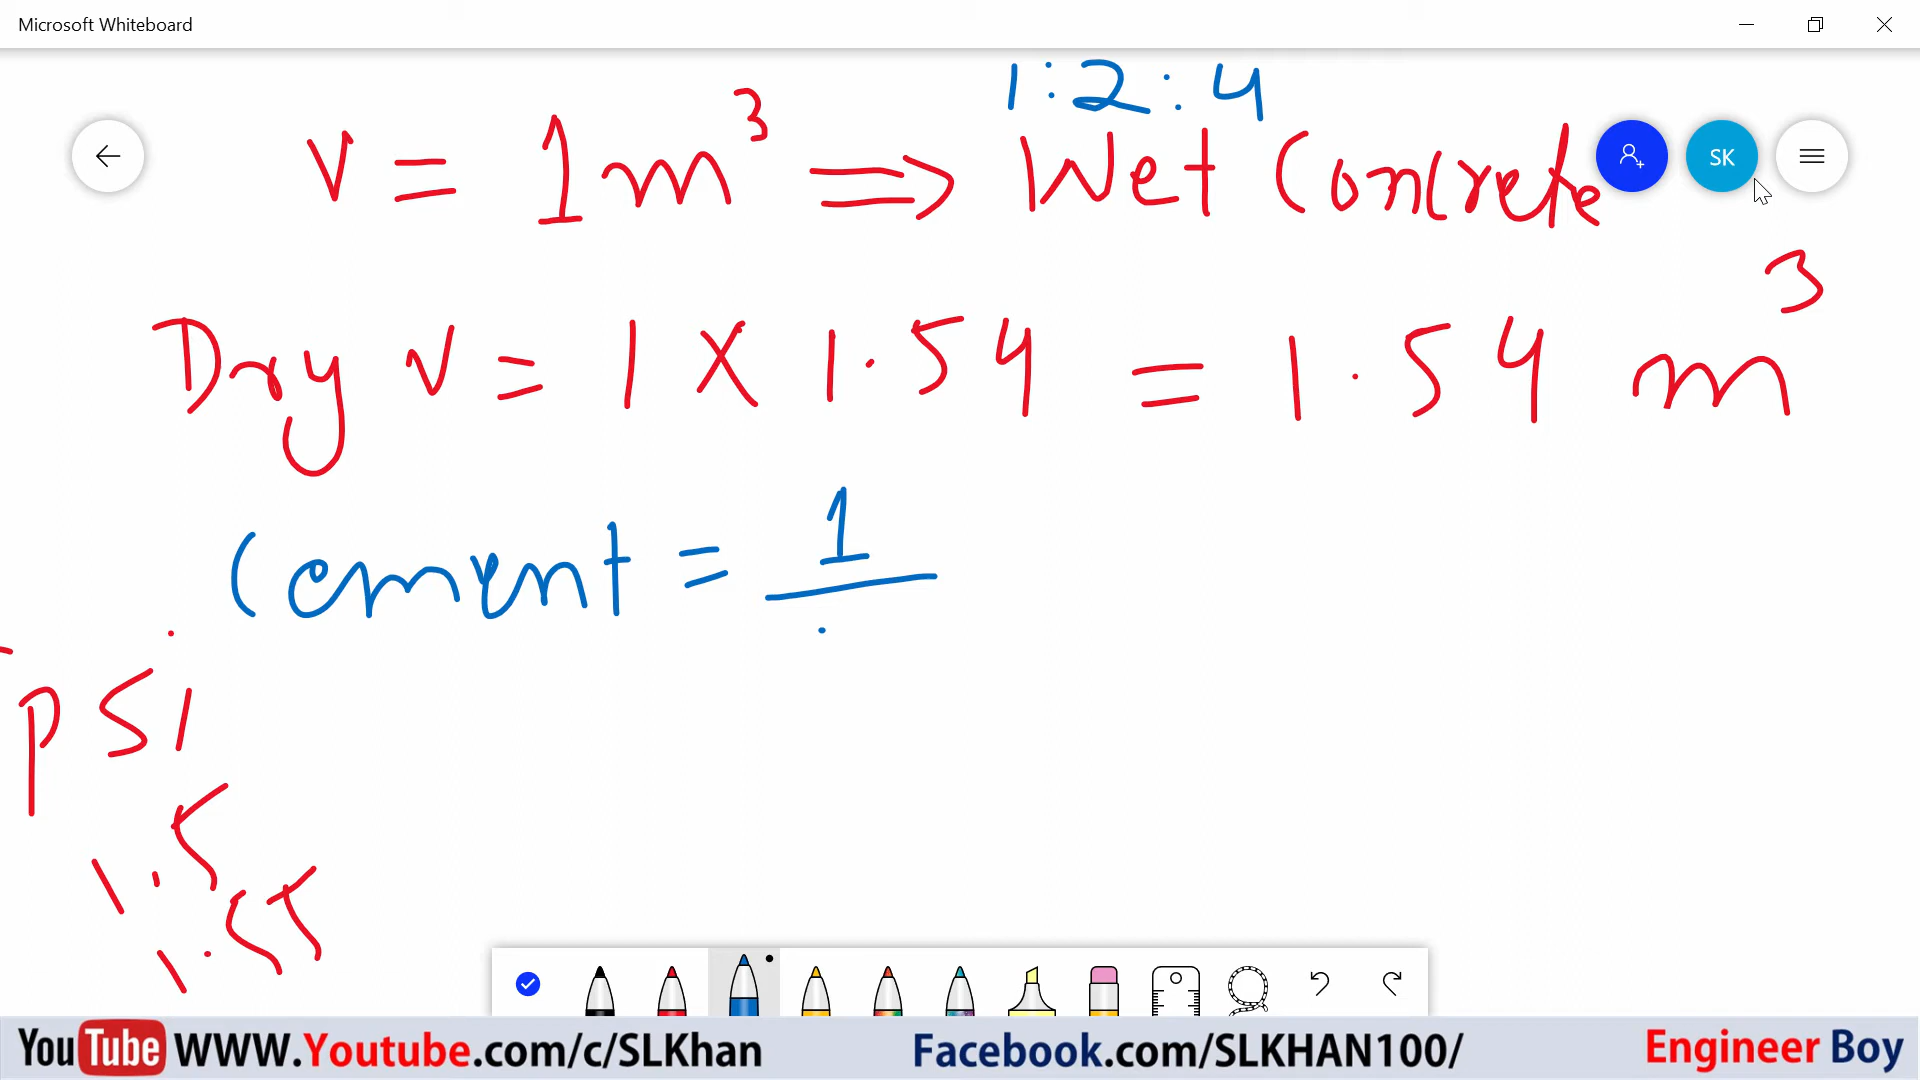 Microsoft Whiteboard
1:2:4
V = 1m³ ⇒ Wet Concrete
SK
Dry V = 1 X 1.54 = 1.54 m³
Cement = 1
PSi
1.5
1.55
YouTube WWW.Youtube.com/c/SLKhan Facebook.com/SLKHAN100/ Engineer Boy